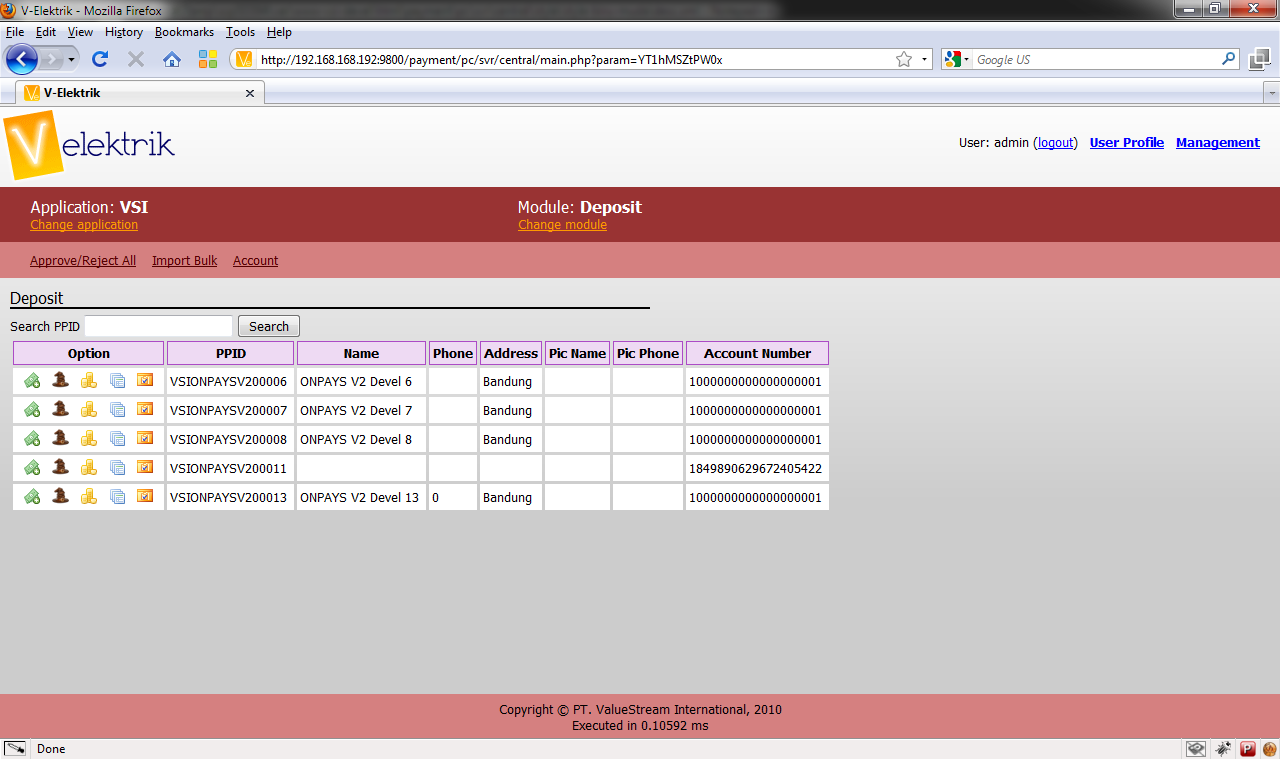 V-Elektrik - Mozilla Firefox
File Edit View History Bookmarks Tools Help
http://192.168.168.192:9800/payment/pc/svr/central/main.php?param=YT1hMSZtPW0x Google US
V-Elektrik
V elektrik
User: admin (logout) User Profile Management
Application: VSI Module: Deposit
Change application Change module
Approve/Reject All Import Bulk Account
Deposit
Search PPID Search
Option PPID Name Phone Address Pic Name Pic Phone Account Number
VSIONPAYSV200006 ONPAYS V2 Devel 6 Bandung 1000000000000000001
VSIONPAYSV200007 ONPAYS V2 Devel 7 Bandung 1000000000000000001
VSIONPAYSV200008 ONPAYS V2 Devel 8 Bandung 1000000000000000001
VSIONPAYSV200011 1849890629672405422
VSIONPAYSV200013 ONPAYS V2 Devel 13 0 Bandung 1000000000000000001
Copyright © PT. ValueStream International, 2010
Executed in 0.10592 ms
Done